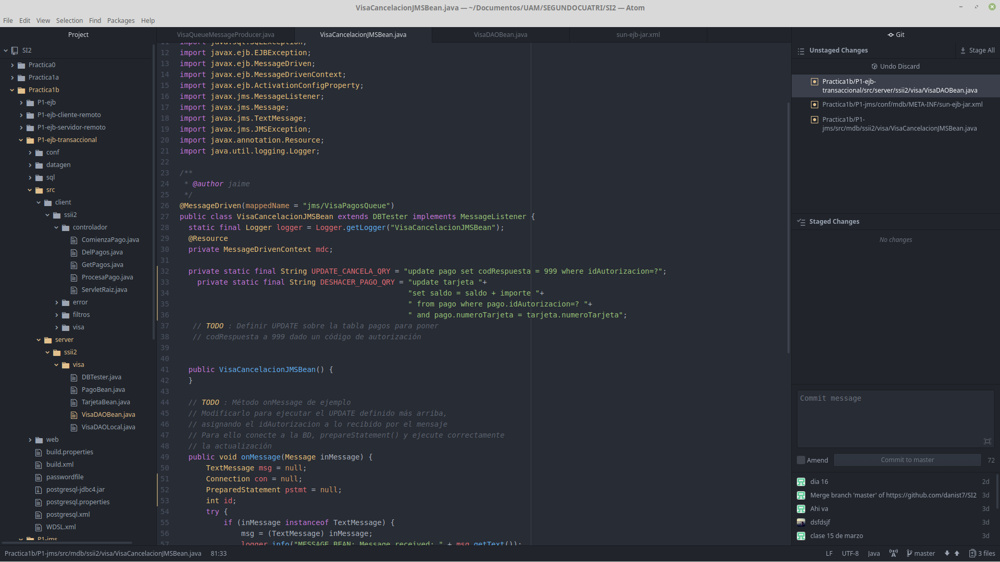 VisaCancelacionJMSBean.java — ~/Documentos/UAM/SEGUNDOCUATRI/SI2 — Atom
File Edit View Selection Find Packages Help
Project
SI2
Practica0
Practica1a
Practica1b
P1-ejb
P1-ejb-cliente-remoto
P1-ejb-servidor-remoto
P1-ejb-transaccional
conf
datagen
sql
src
client
ssii2
controlador
ComienzaPago.java
DelPagos.java
GetPagos.java
ProcesaPago.java
ServletRaiz.java
error
filtros
visa
server
ssii2
visa
DBTester.java
PagoBean.java
TarjetaBean.java
VisaDAOBean.java
VisaDAOLocal.java
web
build.properties
build.xml
passwordfile
postgresql-jdbc4.jar
postgresql.properties
postgresql.xml
WDSL.xml
P1-jms
VisaQueueMessageProducer.java VisaCancelacionJMSBean.java VisaDAOBean.java sun-ejb-jar.xml
11 import java.sql.SQLException;
12 import javax.ejb.EJBException;
13 import javax.ejb.MessageDriven;
14 import javax.ejb.MessageDrivenContext;
15 import javax.ejb.ActivationConfigProperty;
16 import javax.jms.MessageListener;
17 import javax.jms.Message;
18 import javax.jms.TextMessage;
19 import javax.jms.JMSException;
20 import javax.annotation.Resource;
21 import java.util.logging.Logger;
22
23 /**
24 * @author jaime
25 */
26 @MessageDriven(mappedName = "jms/VisaPagosQueue")
27 public class VisaCancelacionJMSBean extends DBTester implements MessageListener {
28 static final Logger logger = Logger.getLogger("VisaCancelacionJMSBean");
29 @Resource
30 private MessageDrivenContext mdc;
31
32 private static final String UPDATE_CANCELA_QRY = "update pago set codRespuesta = 999 where idAutorizacion=?";
33 private static final String DESHACER_PAGO_QRY = "update tarjeta "+
34 "set saldo = saldo + importe "+
35 " from pago where pago.idAutorizacion=? "+
36 " and pago.numeroTarjeta = tarjeta.numeroTarjeta";
37 // TODO : Definir UPDATE sobre la tabla pagos para poner
38 // codRespuesta a 999 dado un código de autorización
39
40
41 public VisaCancelacionJMSBean() {
42 }
43
44 // TODO : Método onMessage de ejemplo
45 // Modificarlo para ejecutar el UPDATE definido más arriba,
46 // asignando el idAutorizacion a lo recibido por el mensaje
47 // Para ello conecte a la BD, prepareStatement() y ejecute correctamente
48 // la actualización
49 public void onMessage(Message inMessage) {
50 TextMessage msg = null;
51 Connection con = null;
52 PreparedStatement pstmt = null;
53 int id;
54 try {
55 if (inMessage instanceof TextMessage) {
56 msg = (TextMessage) inMessage;
57 logger.info("MESSAGE BEAN: Message received: " + msg.getText());
Git
Unstaged Changes Stage All
Undo Discard
Practica1b/P1-ejb-
transaccional/src/server/ssii2/visa/VisaDAOBean.java
Practica1b/P1-jms/conf/mdb/META-INF/sun-ejb-jar.xml
Practica1b/P1-
jms/src/mdb/ssii2/visa/VisaCancelacionJMSBean.java
Staged Changes
No changes
Commit message
Amend Commit to master 72
dia 16 2d
Merge branch 'master' of https://github.com/danist7/SI2 3d
Ahi va 3d
dsfdsjf 3d
clase 15 de marzo 3d
Practica1b/P1-jms/src/mdb/ssii2/visa/VisaCancelacionJMSBean.java 81:33
LF UTF-8 Java master 3 files